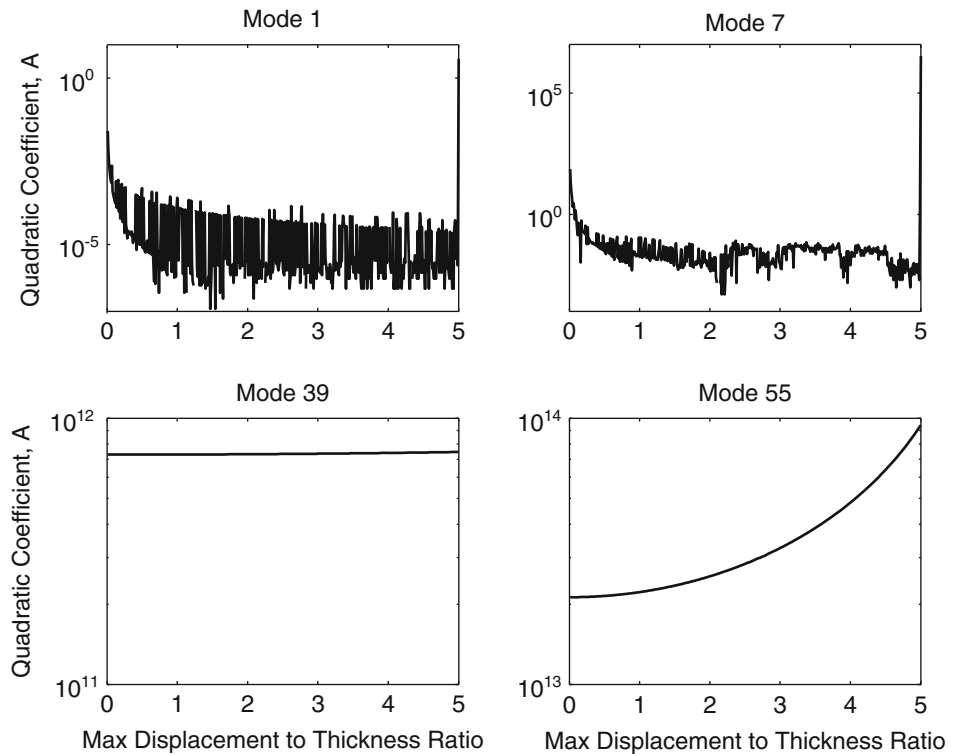 Mode 1
Quadratic Coefficient, A
10^0
10^-5
0 1 2 3 4 5
Mode 7
10^5
10^0
0 1 2 3 4 5
Mode 39
Quadratic Coefficient, A
10^12
10^11
0 1 2 3 4 5
Max Displacement to Thickness Ratio
Mode 55
10^14
10^13
0 1 2 3 4 5
Max Displacement to Thickness Ratio